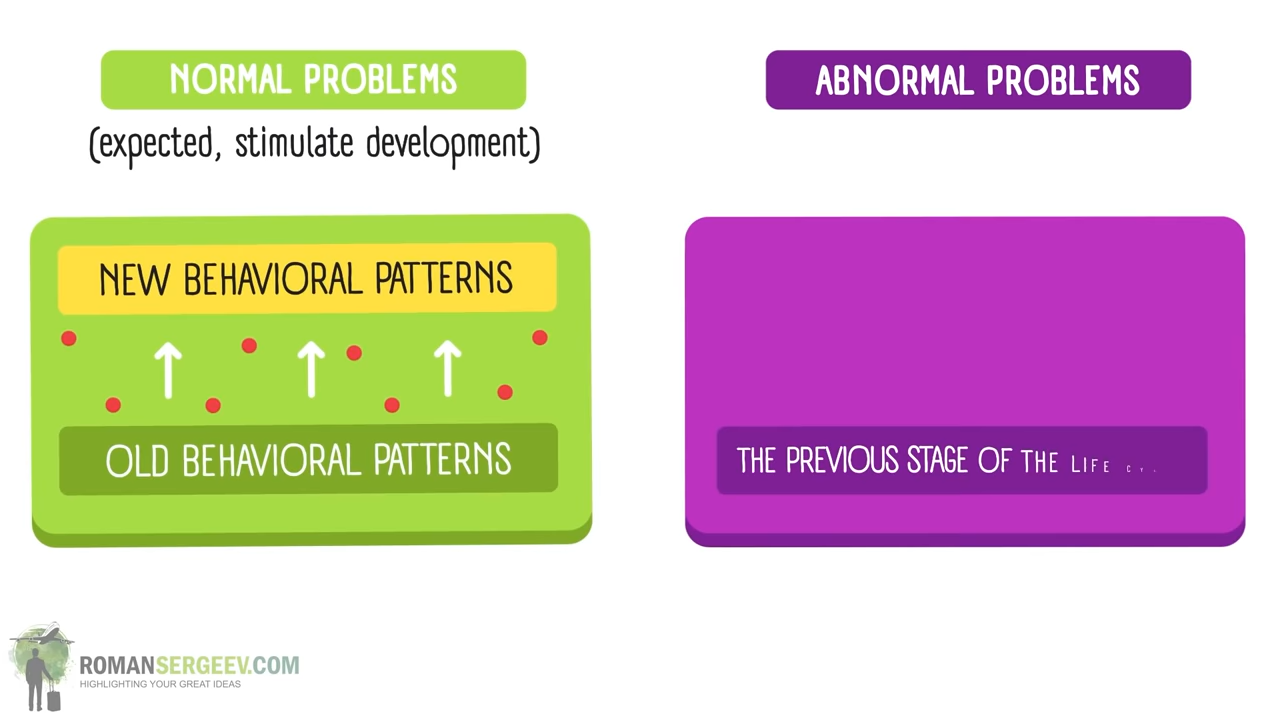 NORMAL PROBLEMS
(expected, stimulate development)
NEW BEHAVIORAL PATTERNS
OLD BEHAVIORAL PATTERNS
ABNORMAL PROBLEMS
THE PREVIOUS STAGE OF THE LIFE CY.
ROMANSERGEEV.COM
HIGHLIGHTING YOUR GREAT IDEAS